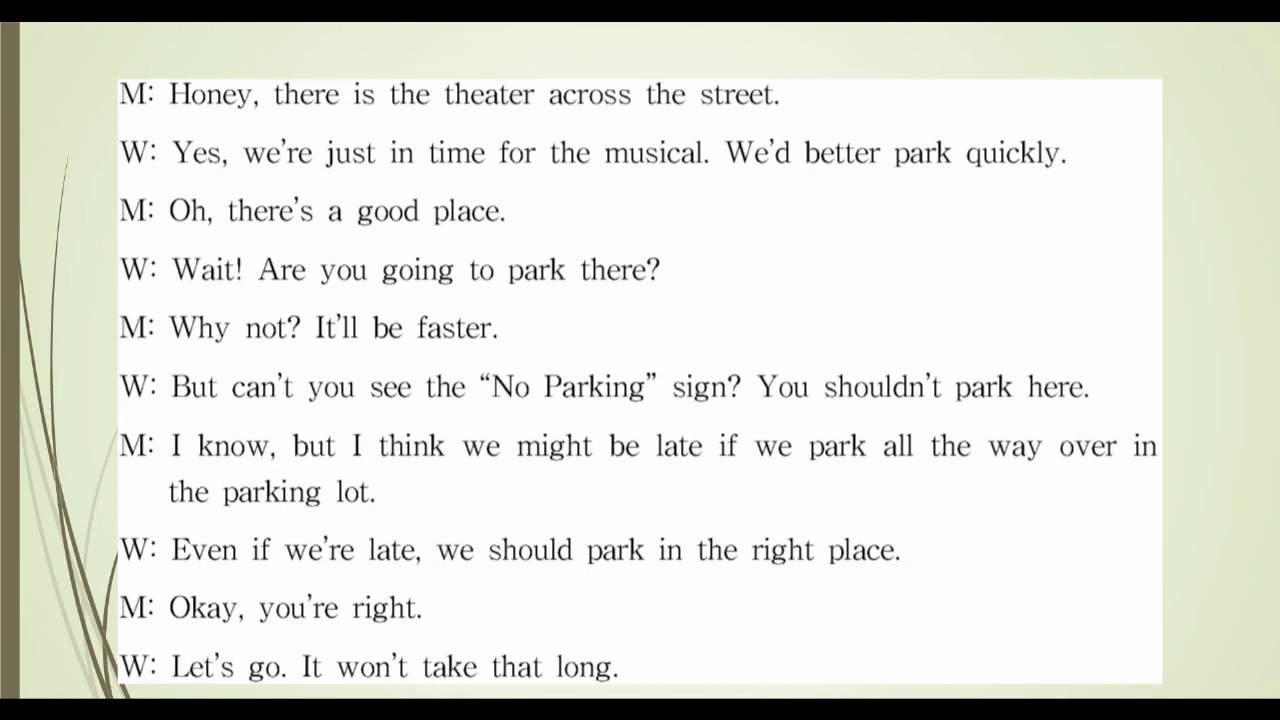 M: Honey, there is the theater across the street.
W: Yes, we're just in time for the musical. We'd better park quickly.
M: Oh, there's a good place.
W: Wait! Are you going to park there?
M: Why not? It'll be faster.
W: But can't you see the “No Parking” sign? You shouldn't park here.
M: I know, but I think we might be late if we park all the way over in
the parking lot.
W: Even if we're late, we should park in the right place.
M: Okay, you're right.
W: Let's go. It won't take that long.